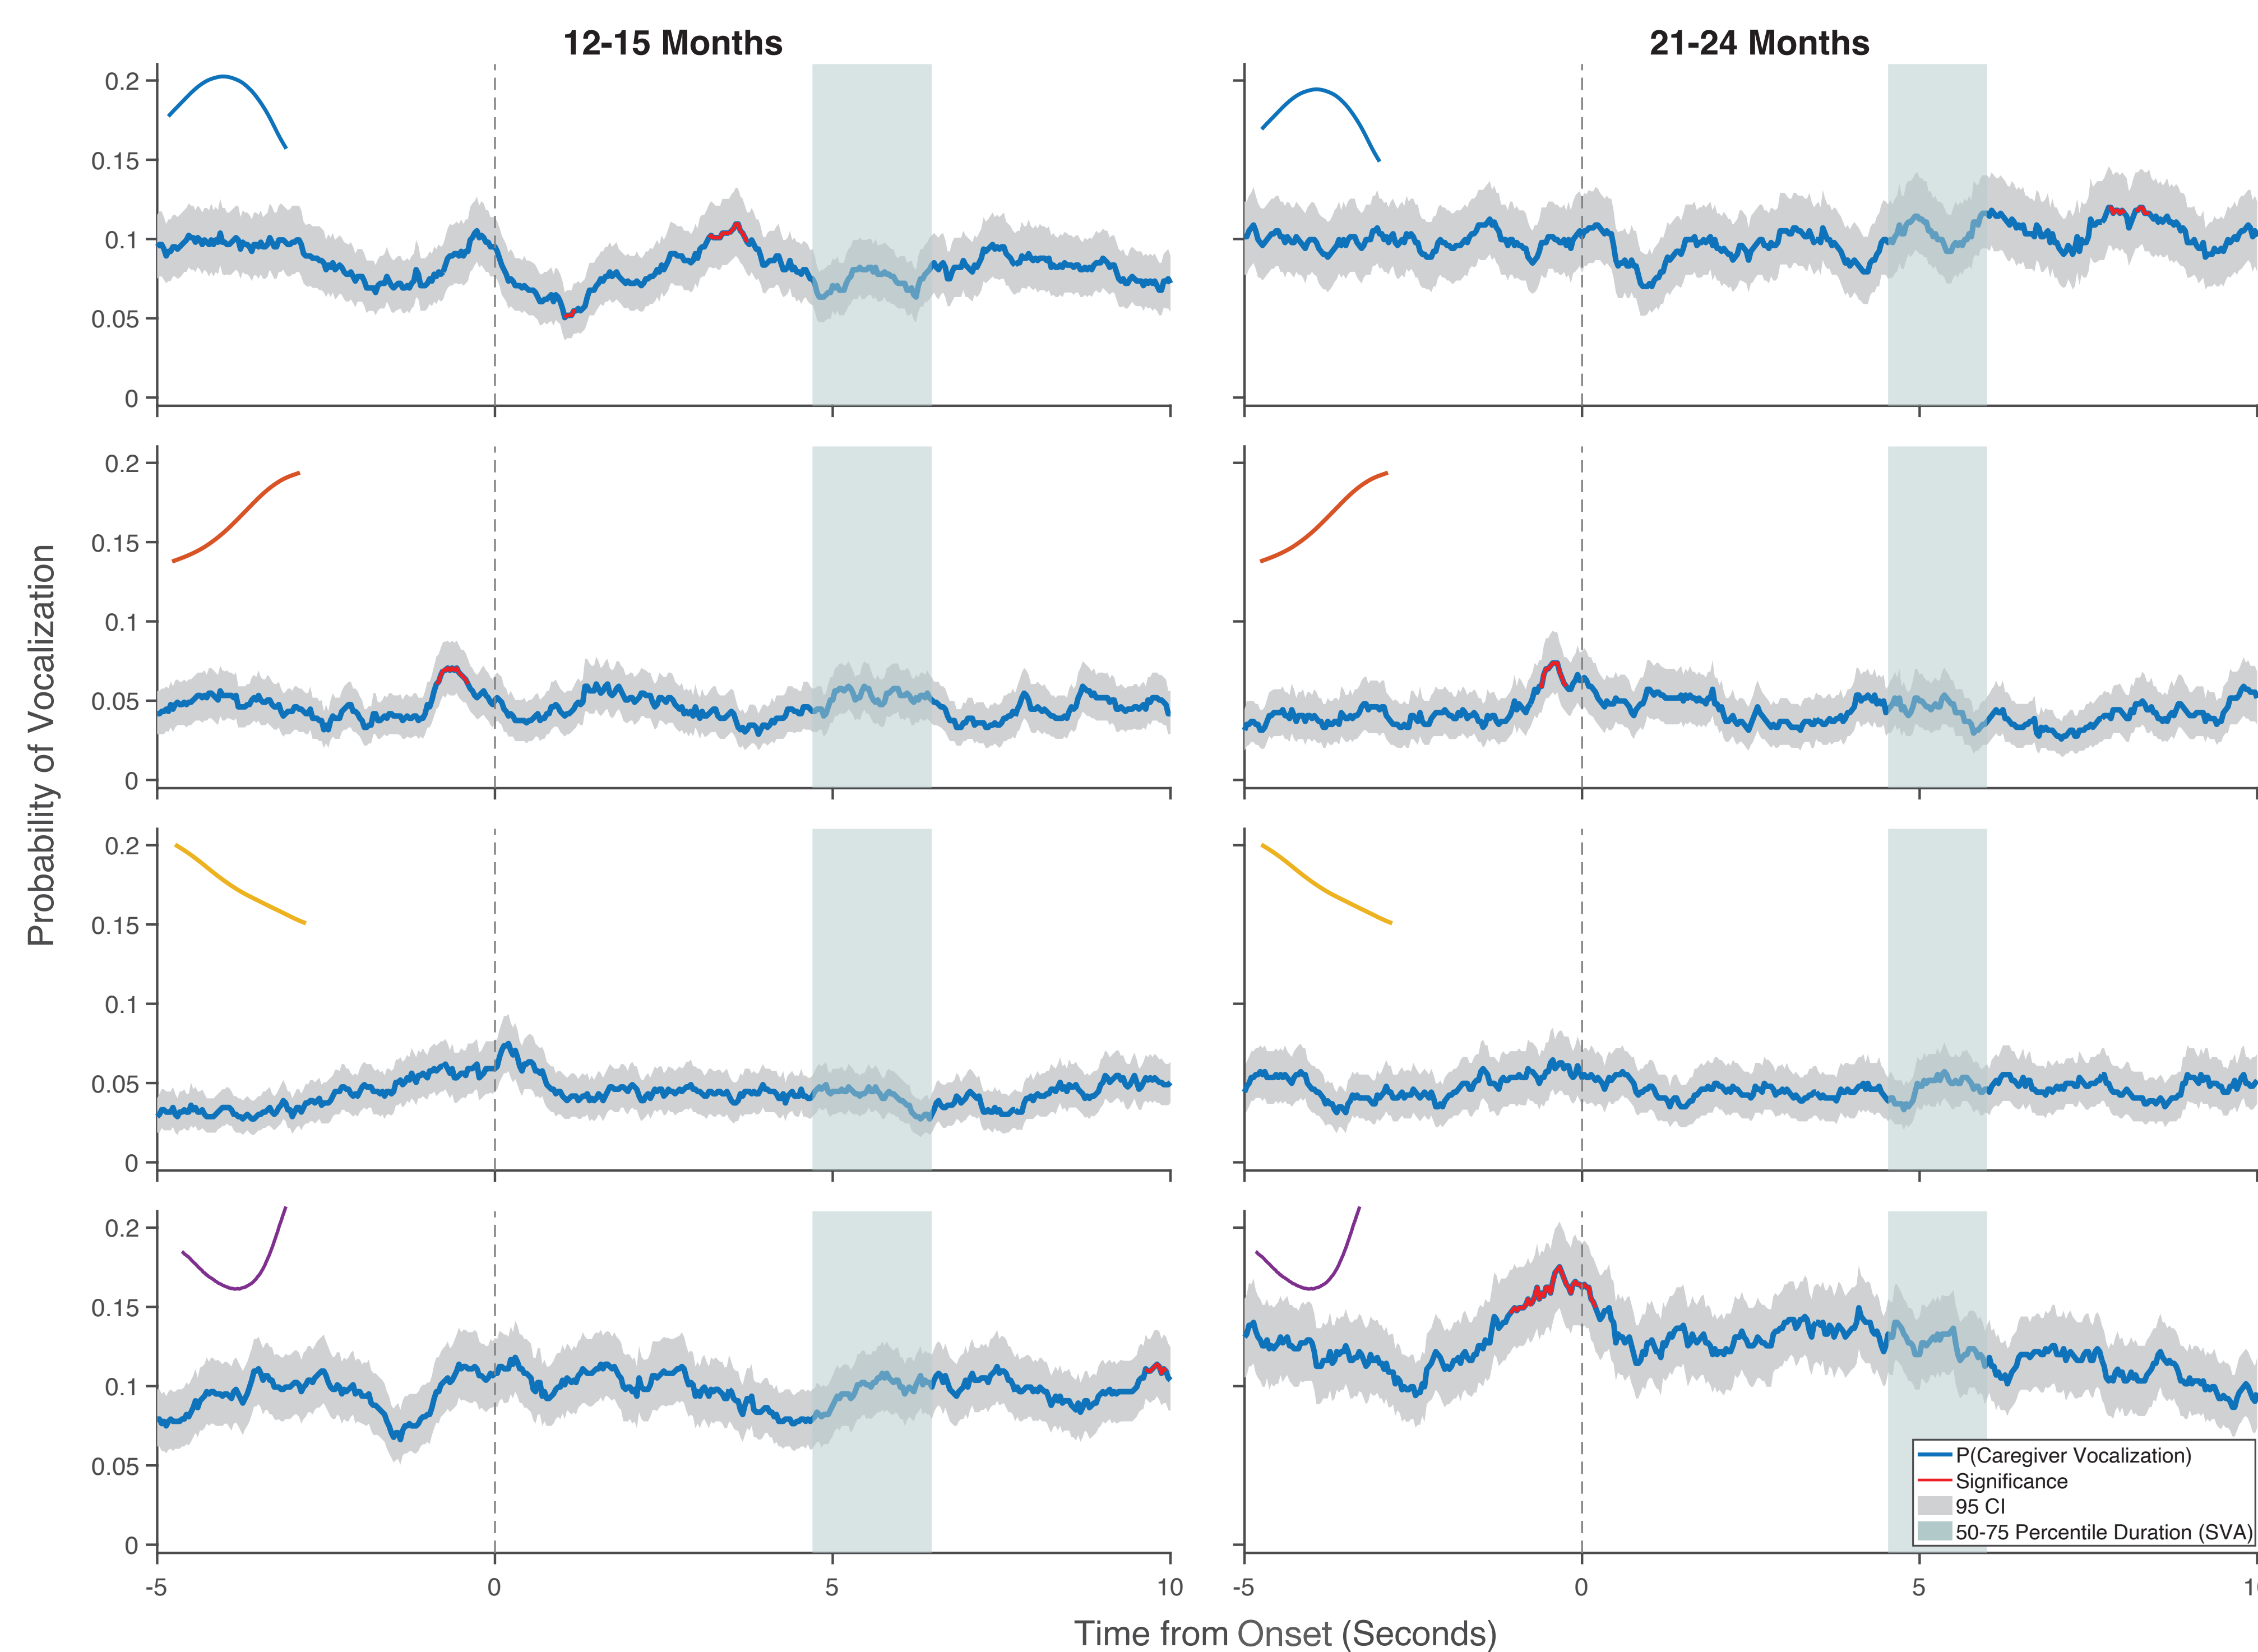 12-15 Months
21-24 Months
Probability of Vocalization
0.2
0.15
0.1
0.05
0
0.2
0.15
0.1
0.05
0
0.2
0.15
0.1
0.05
0
0.2
0.15
0.1
0.05
0
-5 0 5 10
-5 0 5
P(Caregiver Vocalization)
Significance
95 CI
50-75 Percentile Duration (SVA)
Time from Onset (Seconds)